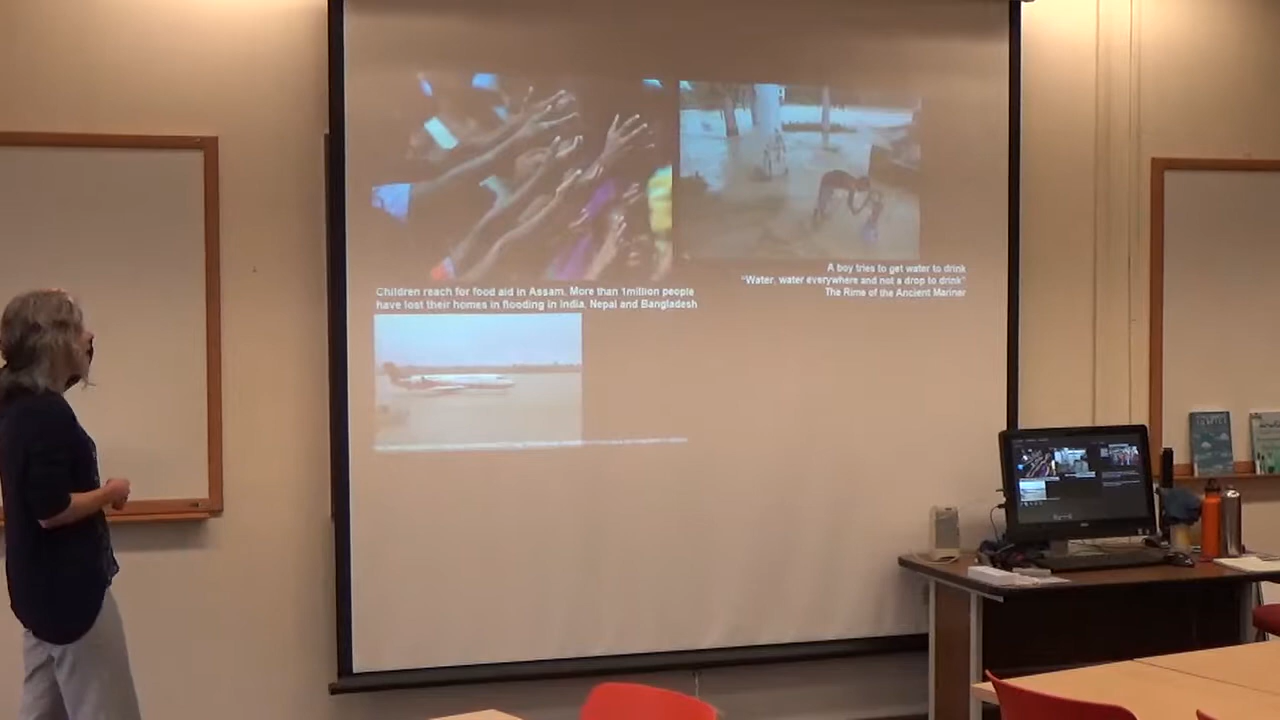 Children reach for food aid in Assam. More than 1million people
have lost their homes in flooding in India, Nepal and Bangladesh
A boy tries to get water to drink
"Water, water everywhere and not a drop to drink"
The Rime of the Ancient Mariner